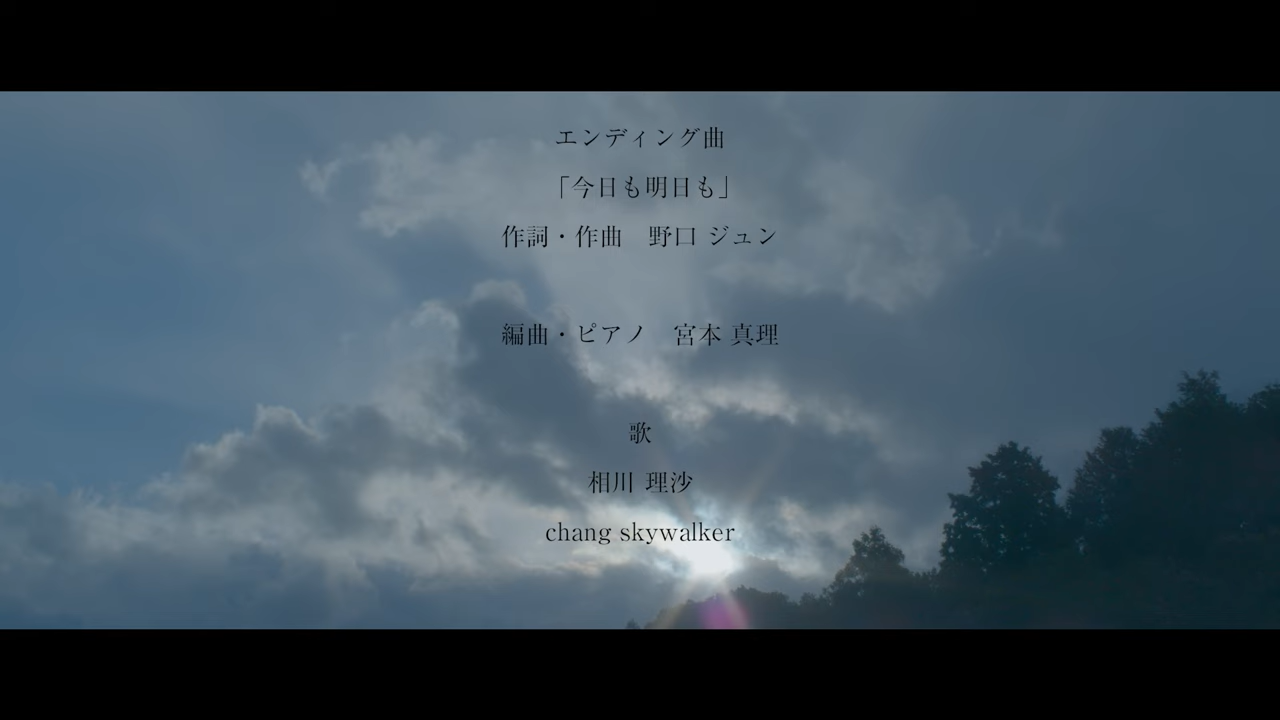 エンディング曲
「今日も明日も」
作詞・作曲　野口 ジュン
編曲・ピアノ　宮本 真理
歌
相川 理沙
chang skywalker